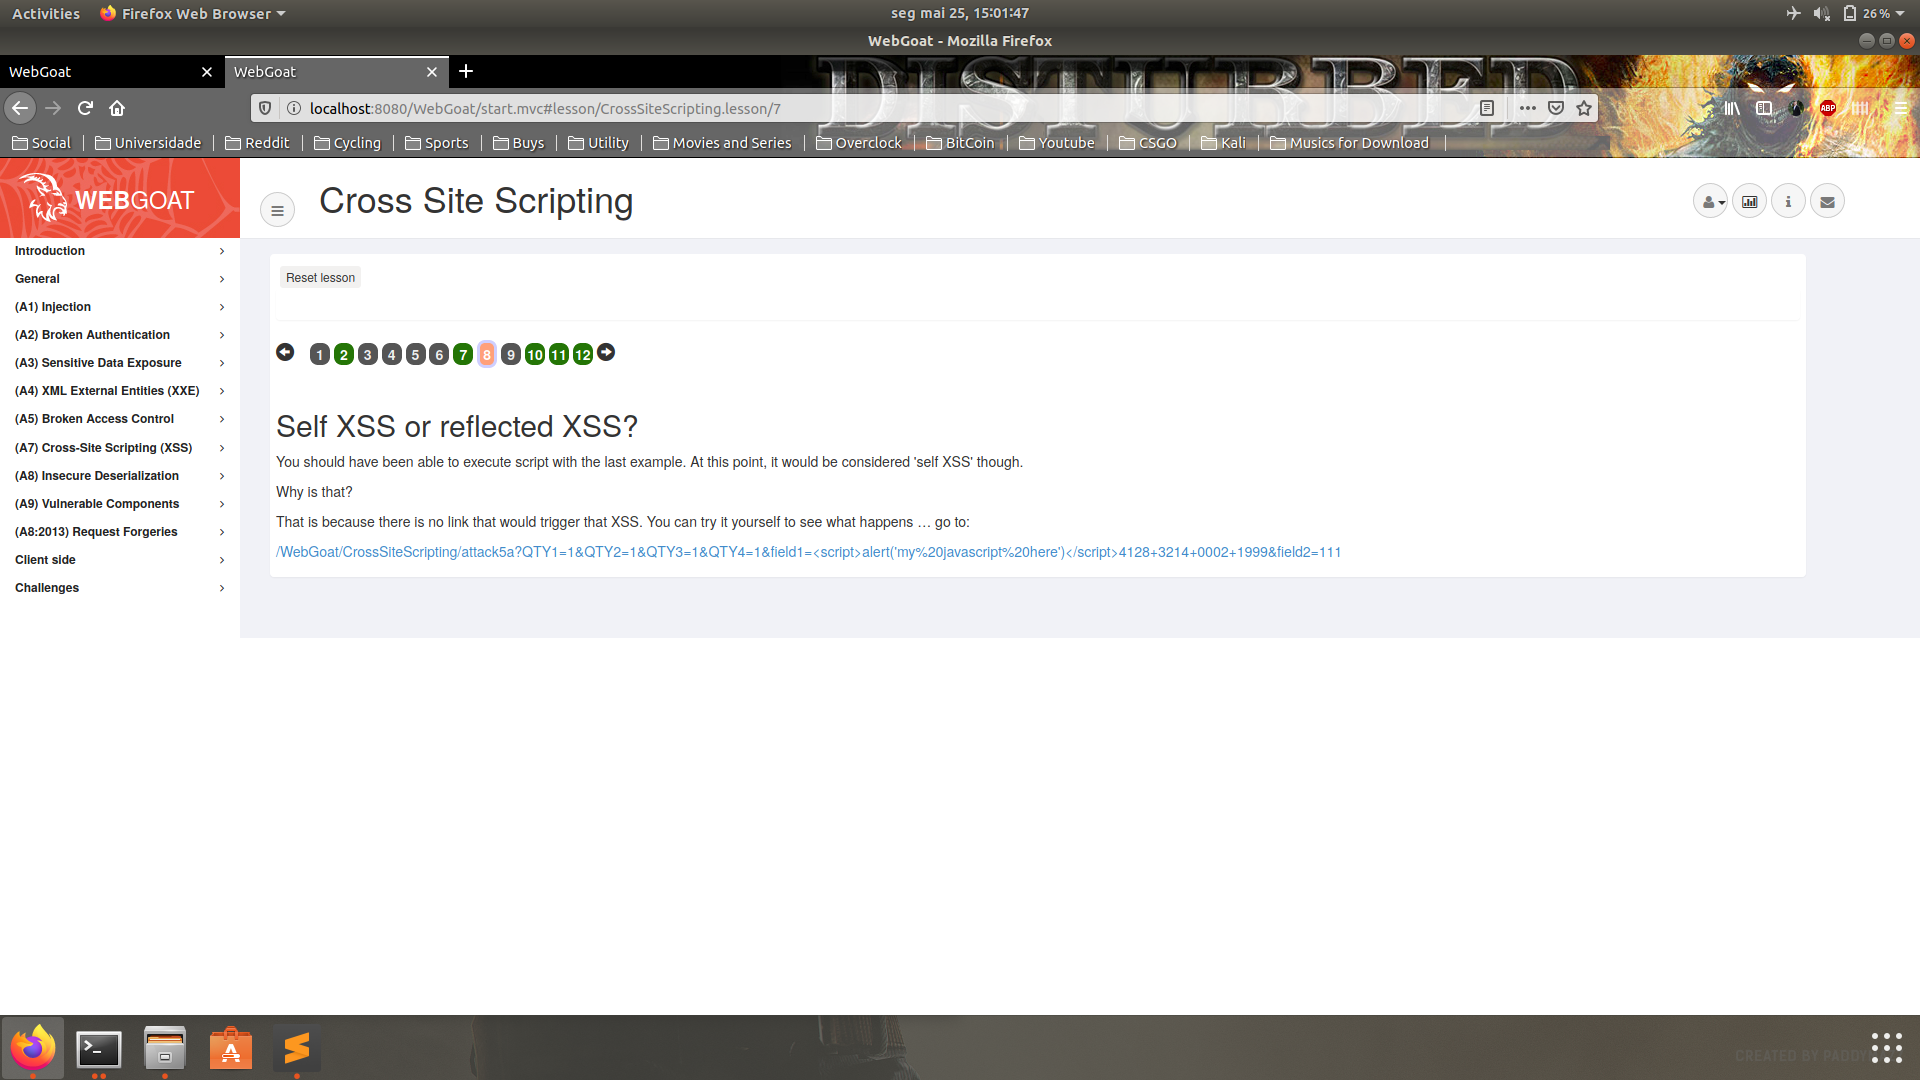 Activities Firefox Web Browser seg mai 25, 15:01:47 26 %
WebGoat - Mozilla Firefox
WebGoat WebGoat
DISTURBED
localhost:8080/WebGoat/start.mvc#lesson/CrossSiteScripting.lesson/7 ABP
Social Universidade Reddit Cycling Sports Buys Utility Movies and Series Overclock BitCoin Youtube CSGO Kali Musics for Download
WEBGOAT
Cross Site Scripting
Introduction
General
(A1) Injection
(A2) Broken Authentication
(A3) Sensitive Data Exposure
(A4) XML External Entities (XXE)
(A5) Broken Access Control
(A7) Cross-Site Scripting (XSS)
(A8) Insecure Deserialization
(A9) Vulnerable Components
(A8:2013) Request Forgeries
Client side
Challenges
Reset lesson
1 2 3 4 5 6 7 8 9 10 11 12
Self XSS or reflected XSS?
You should have been able to execute script with the last example. At this point, it would be considered 'self XSS' though.
Why is that?
That is because there is no link that would trigger that XSS. You can try it yourself to see what happens … go to:
/WebGoat/CrossSiteScripting/attack5a?QTY1=1&QTY2=1&QTY3=1&QTY4=1&field1=<script>alert('my%20javascript%20here')</script>4128+3214+0002+1999&field2=111
CREATED BY PADDY